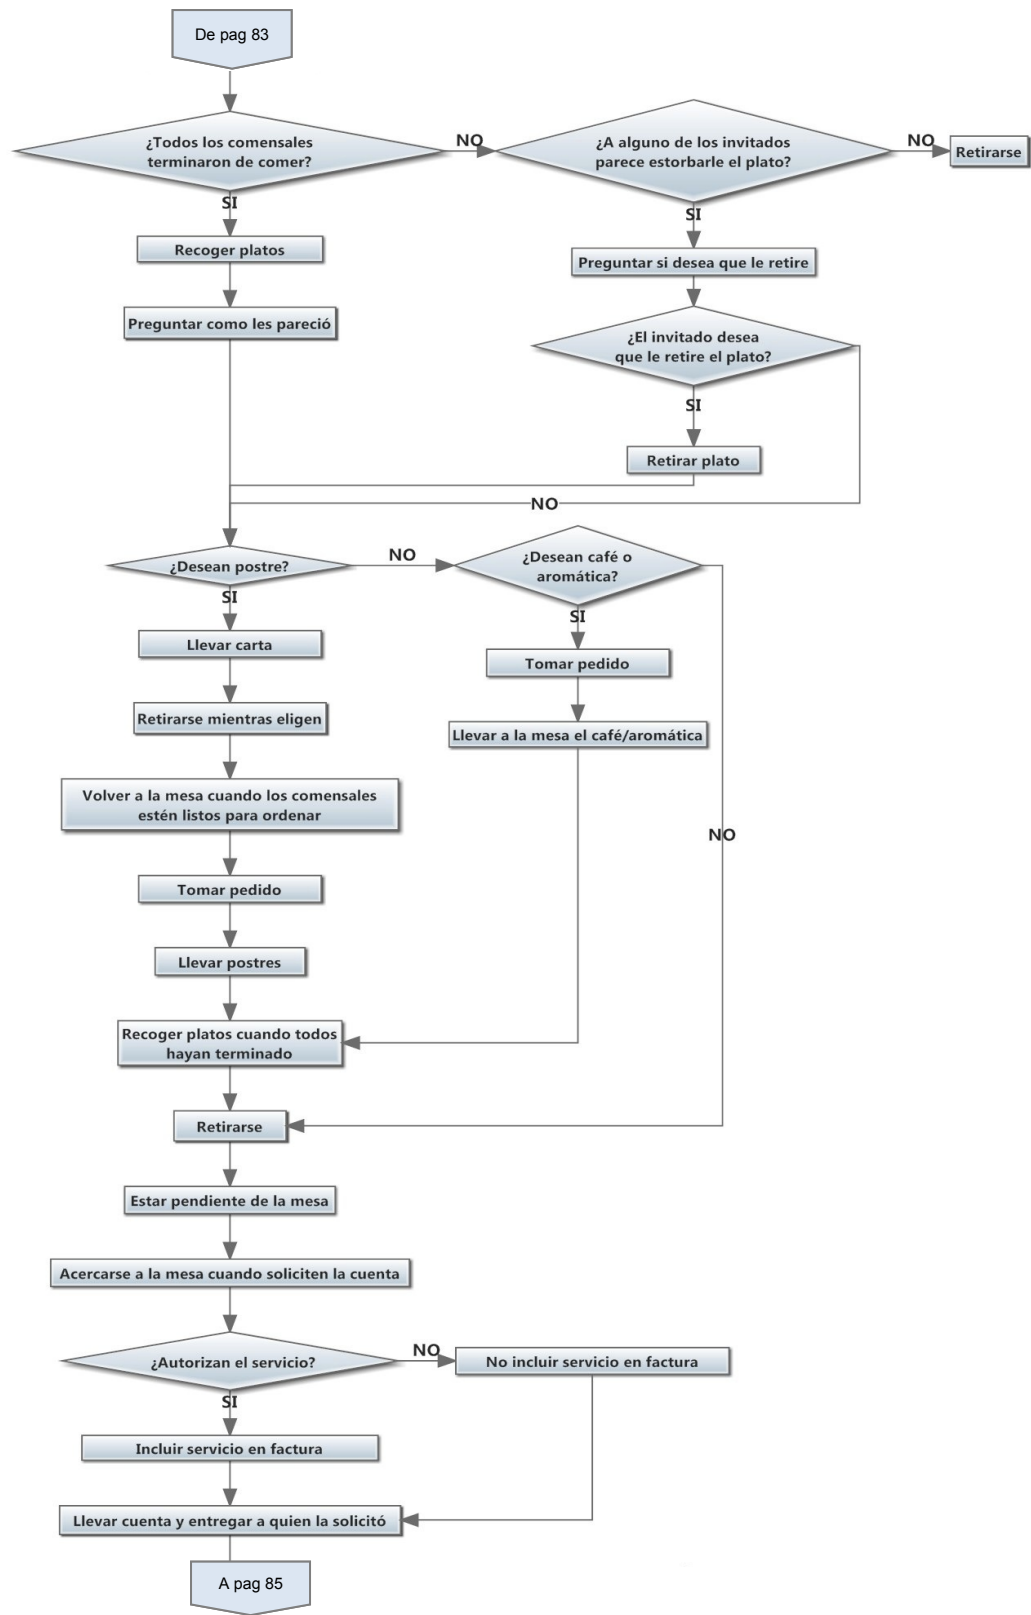 De pag 83
¿Todos los comensales
terminaron de comer?
NO
¿A alguno de los invitados
parece estorbarle el plato?
NO
Retirarse
SI
Recoger platos
Preguntar como les pareció
SI
Preguntar si desea que le retire
¿El invitado desea
que le retire el plato?
SI
Retirar plato
NO
¿Desean postre?
NO
¿Desean café o
aromática?
SI
Llevar carta
Retirarse mientras eligen
Volver a la mesa cuando los comensales
estén listos para ordenar
Tomar pedido
Llevar postres
SI
Tomar pedido
Llevar a la mesa el café/aromática
NO
Recoger platos cuando todos
hayan terminado
Retirarse
Estar pendiente de la mesa
Acercarse a la mesa cuando soliciten la cuenta
¿Autorizan el servicio?
NO
No incluir servicio en factura
SI
Incluir servicio en factura
Llevar cuenta y entregar a quien la solicitó
A pag 85